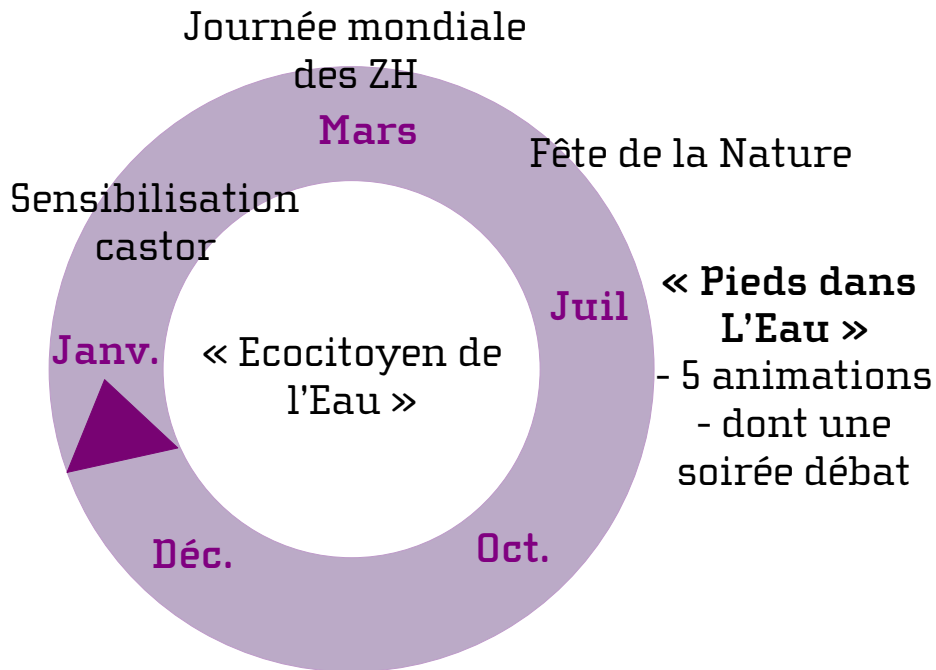 Journée mondiale
des ZH
Mars
Fête de la Nature
Sensibilisation
castor
« Pieds dans
L’Eau »
- 5 animations
- dont une
soirée débat
Juil
Janv.
« Ecocitoyen de
l’Eau »
Déc.
Oct.